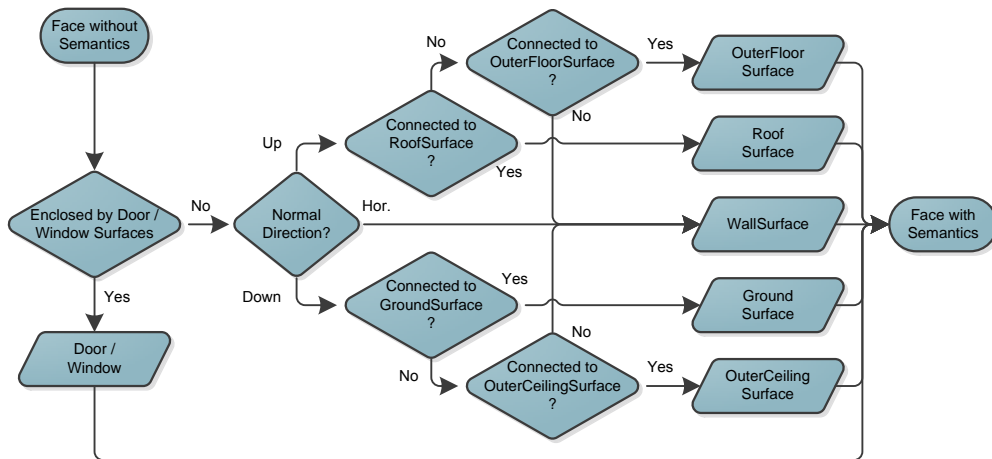 Face without
Semantics
Enclosed by Door /
Window Surfaces
No
Yes
Door /
Window
Normal
Direction?
Up
Hor.
Down
Connected to
RoofSurface
?
No
Yes
Connected to
OuterFloorSurface
?
Yes
No
Connected to
GroundSurface
?
Yes
No
Connected to
OuterCeilingSurface
?
No
Yes
OuterFloor
Surface
Roof
Surface
WallSurface
Ground
Surface
OuterCeiling
Surface
Face with
Semantics